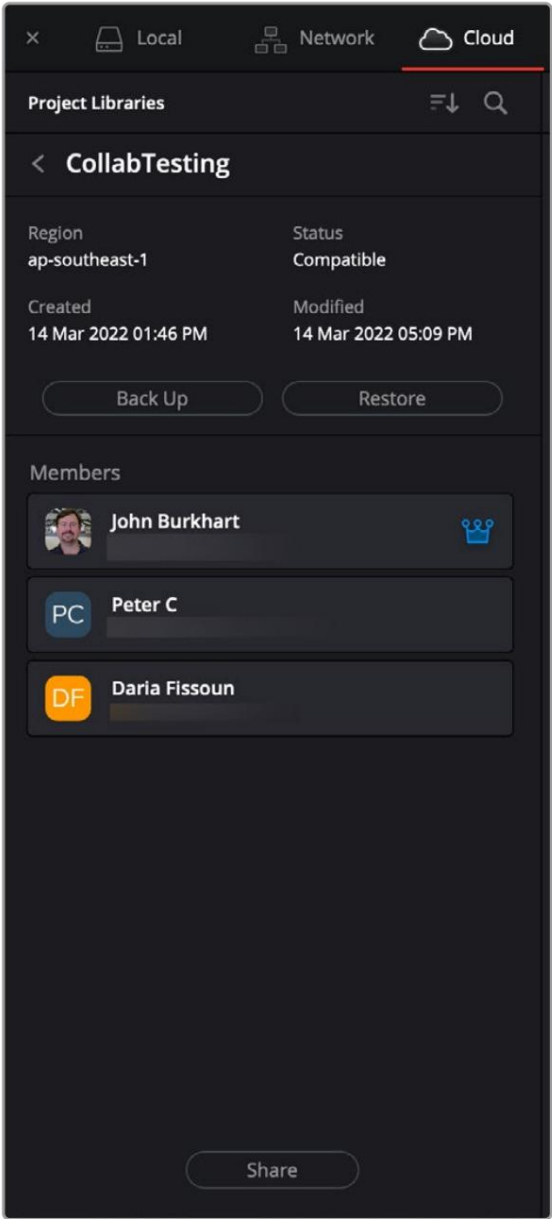 Local Network Cloud
Project Libraries
CollabTesting
Region Status
ap-southeast-1 Compatible
Created Modified
14 Mar 2022 01:46 PM 14 Mar 2022 05:09 PM
Back Up Restore
Members
John Burkhart
PC Peter C
DF Daria Fissoun
Share